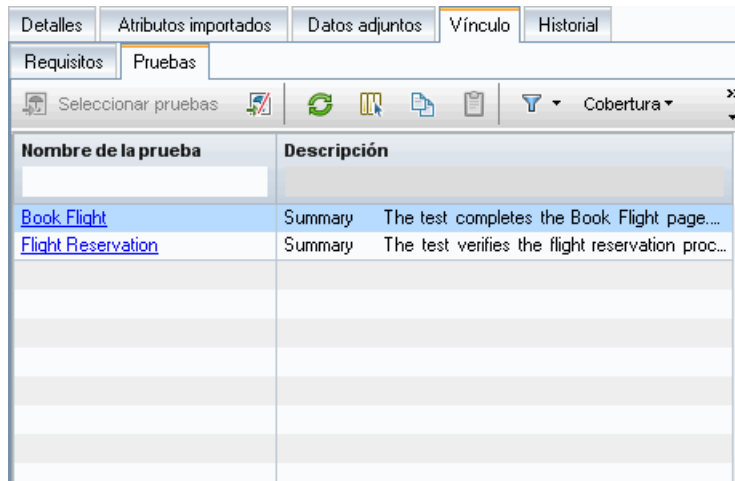 Detalles Atributos importados Datos adjuntos Vínculo Historial
Requisitos Pruebas
Seleccionar pruebas Cobertura
Nombre de la prueba Descripción
Book Flight Summary The test completes the Book Flight page....
Flight Reservation Summary The test verifies the flight reservation proc...